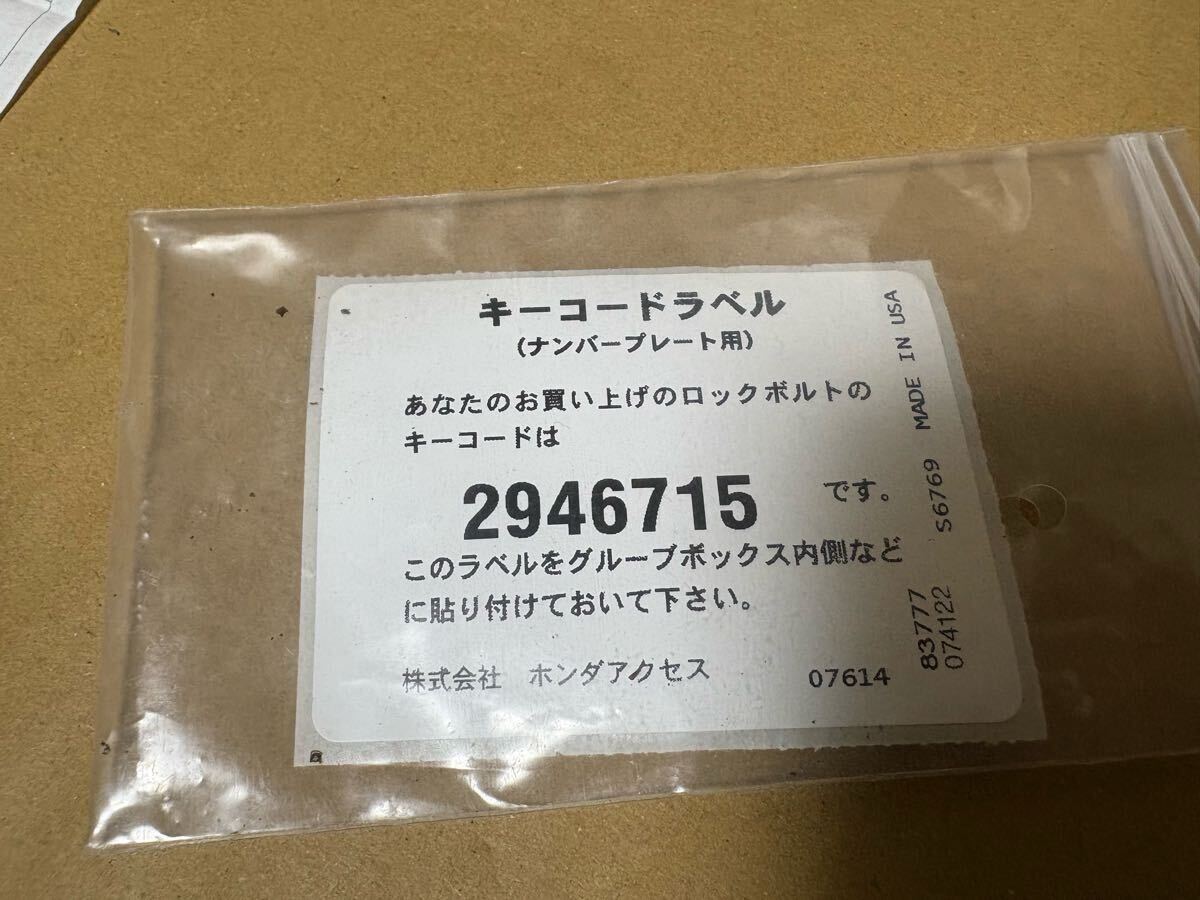 キーコードラベル
(ナンバープレート用)
あなたのお買い上げのロックボルトの
キーコードは
2946715 です。
このラベルをグルーブボックス内側など
に貼り付けておいて下さい。
株式会社 ホンダアクセス 07614
83777 S6769 MADE IN USA
074122